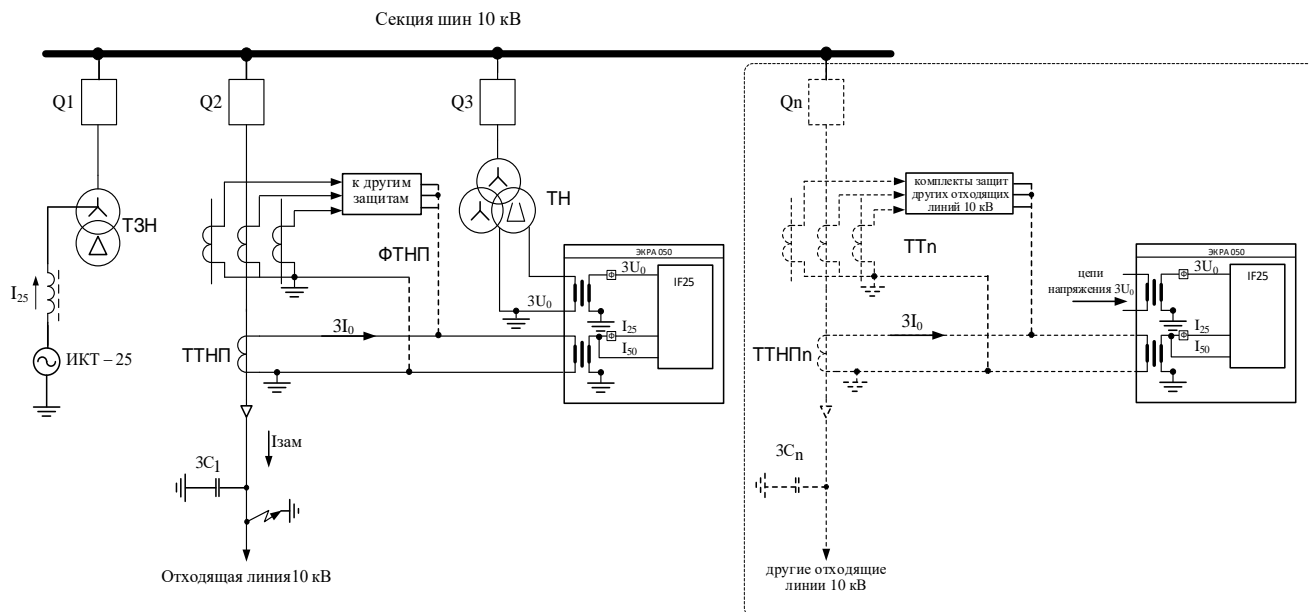 Секция шин 10 кВ
Q1
Q2
Q3
Qn
ТЗН
I25
ИКТ – 25
к другим
защитам
ФТНП
ТН
3U0
ЭКРА 050
3U0
IF25
I25
I50
3I0
ТТНП
Iзам
3C1
Отходящая линия10 кВ
комплекты защит
других отходящих
линий 10 кВ
ТТn
цепи
напряжения 3U0
ЭКРА 050
3U0
IF25
I25
I50
3I0
ТТНПn
3Cn
другие отходящие
линии 10 кВ